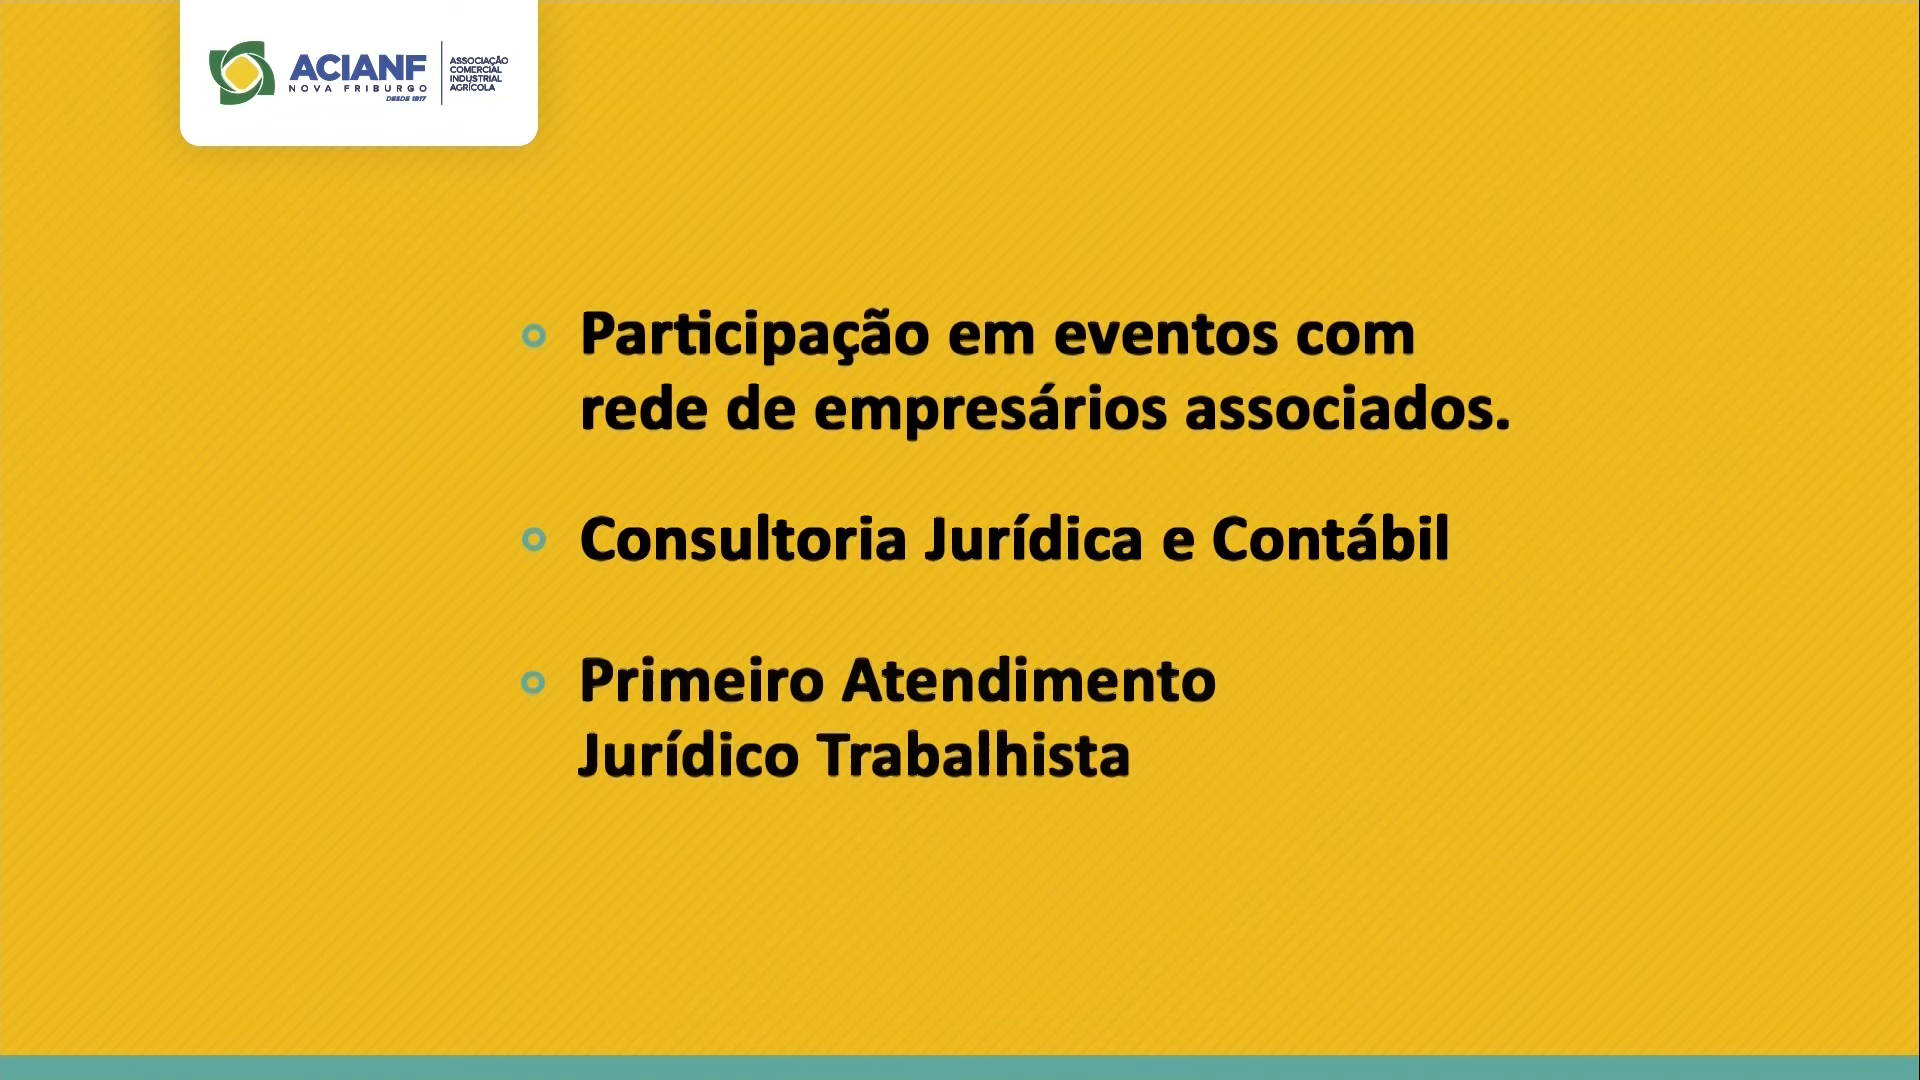 ACIANF
NOVA FRIBURGO
DESDE 1917
ASSOCIAÇÃO
COMERCIAL
INDUSTRIAL
AGRÍCOLA
Participação em eventos com
rede de empresários associados.
Consultoria Jurídica e Contábil
Primeiro Atendimento
Jurídico Trabalhista